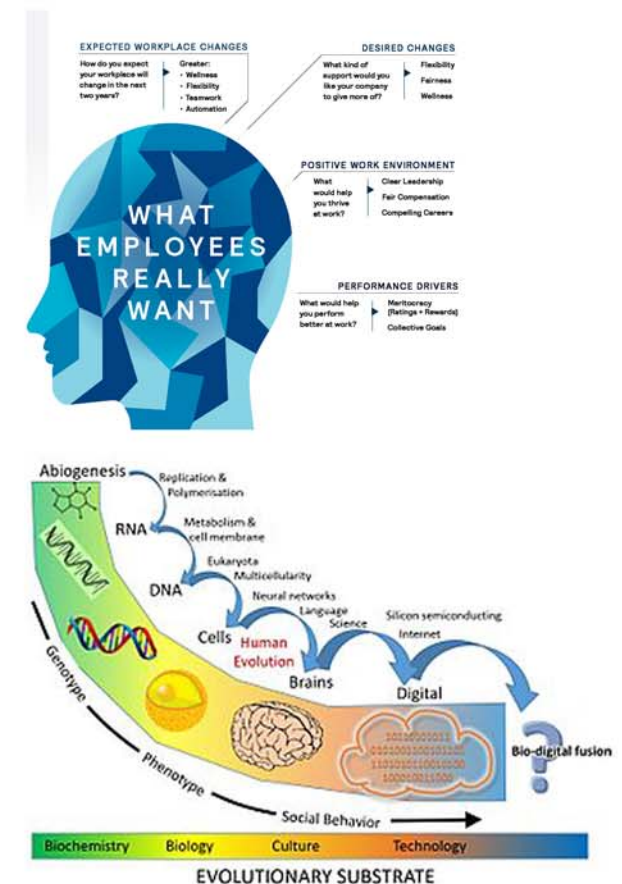 EXPECTED WORKPLACE CHANGES
How do you expect
your workplace will
change in the next
two years?
Greater:
• Wellness
• Flexibility
• Teamwork
• Automation
DESIRED CHANGES
What kind of
support would you
like your company
to give more of?
Flexibility
Fairness
Wellness
POSITIVE WORK ENVIRONMENT
What
would help
you thrive
at work?
Clear Leadership
Fair Compensation
Compelling Careers
WHAT
EMPLOYEES
REALLY
WANT
PERFORMANCE DRIVERS
What would help
you perform
better at work?
Meritocracy
(Ratings + Rewards)
Collective Goals
Abiogenesis
Replication &
Polymerisation
RNA
Metabolism &
cell membrane
DNA
Eukaryota
Multicellularity
Cells
Neural networks
Language
Science
Human
Evolution
Brains
Silicon semiconducting
Internet
Digital
Bio-digital fusion
?
Genotype
Phenotype
Social Behavior
Biochemistry Biology Culture Technology
EVOLUTIONARY SUBSTRATE